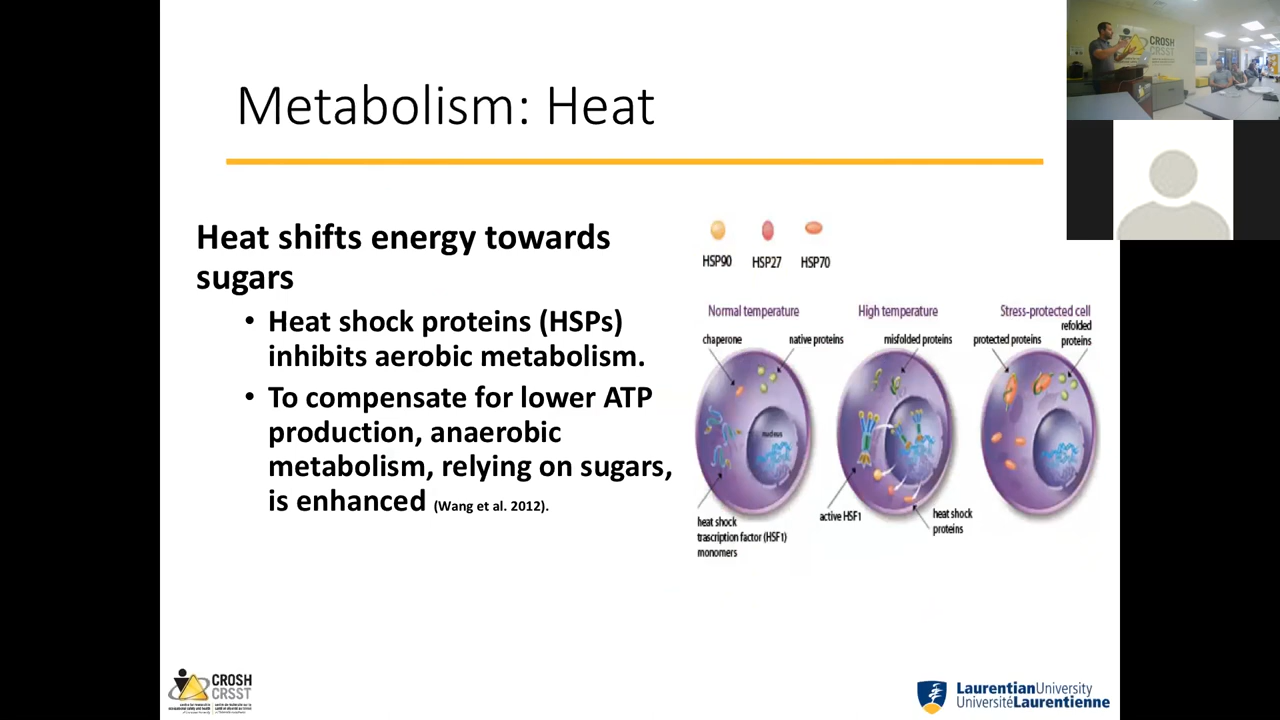 Metabolism: Heat
Heat shifts energy towards
sugars
• Heat shock proteins (HSPs)
inhibits aerobic metabolism.
• To compensate for lower ATP
production, anaerobic
metabolism, relying on sugars,
is enhanced (Wang et al. 2012).
HSP90 HSP27 HSP70
Normal temperature
chaperone
native proteins
nucleus
heat shock
trascription factor (HSF1)
monomers
High temperature
misfolded proteins
active HSF1
heat shock
proteins
Stress-protected cell
protected proteins
refolded
proteins
CROSH
CRSST
CROSH
CRSST
LaurentianUniversity
UniversitéLaurentienne